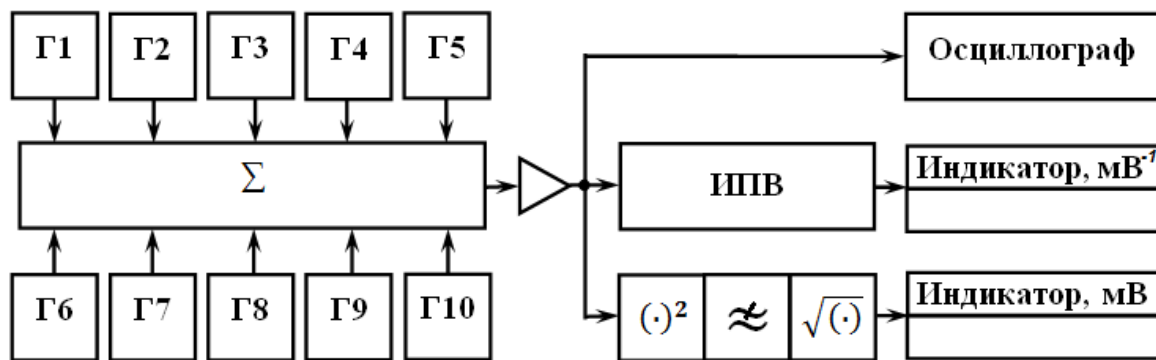 Г1 Г2 Г3 Г4 Г5
Осциллограф
Σ
ИПВ
Индикатор, мВ⁻¹
Г6 Г7 Г8 Г9 Г10
(·)² ≉ √(·)
Индикатор, мВ